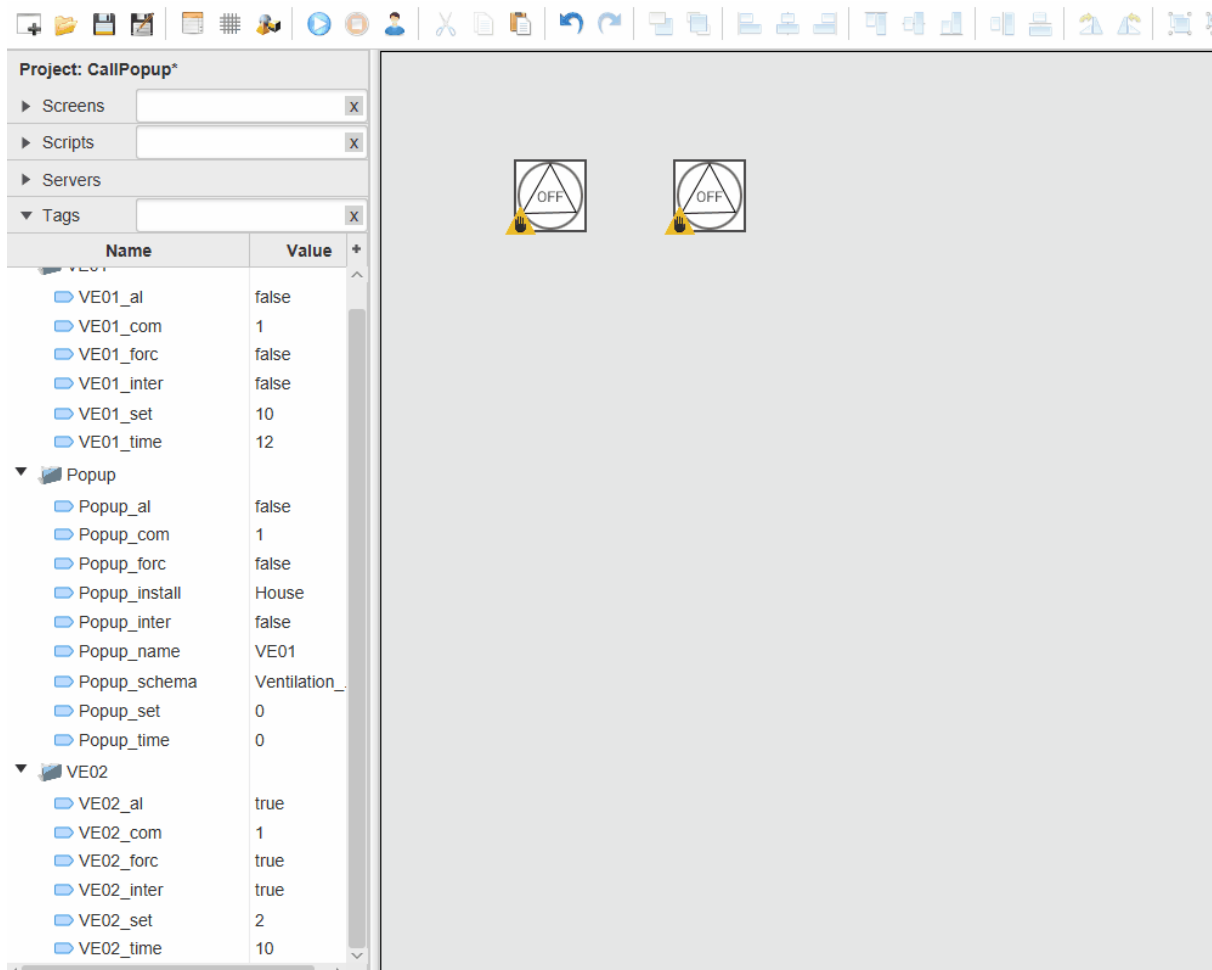 Project: CallPopup*
Screens x
Scripts x
Servers
Tags x
Name Value +
VE01
VE01_al false
VE01_com 1
VE01_forc false
VE01_inter false
VE01_set 10
VE01_time 12
Popup
Popup_al false
Popup_com 1
Popup_forc false
Popup_install House
Popup_inter false
Popup_name VE01
Popup_schema Ventilation_
Popup_set 0
Popup_time 0
VE02
VE02_al true
VE02_com 1
VE02_forc true
VE02_inter true
VE02_set 2
VE02_time 10
OFF OFF